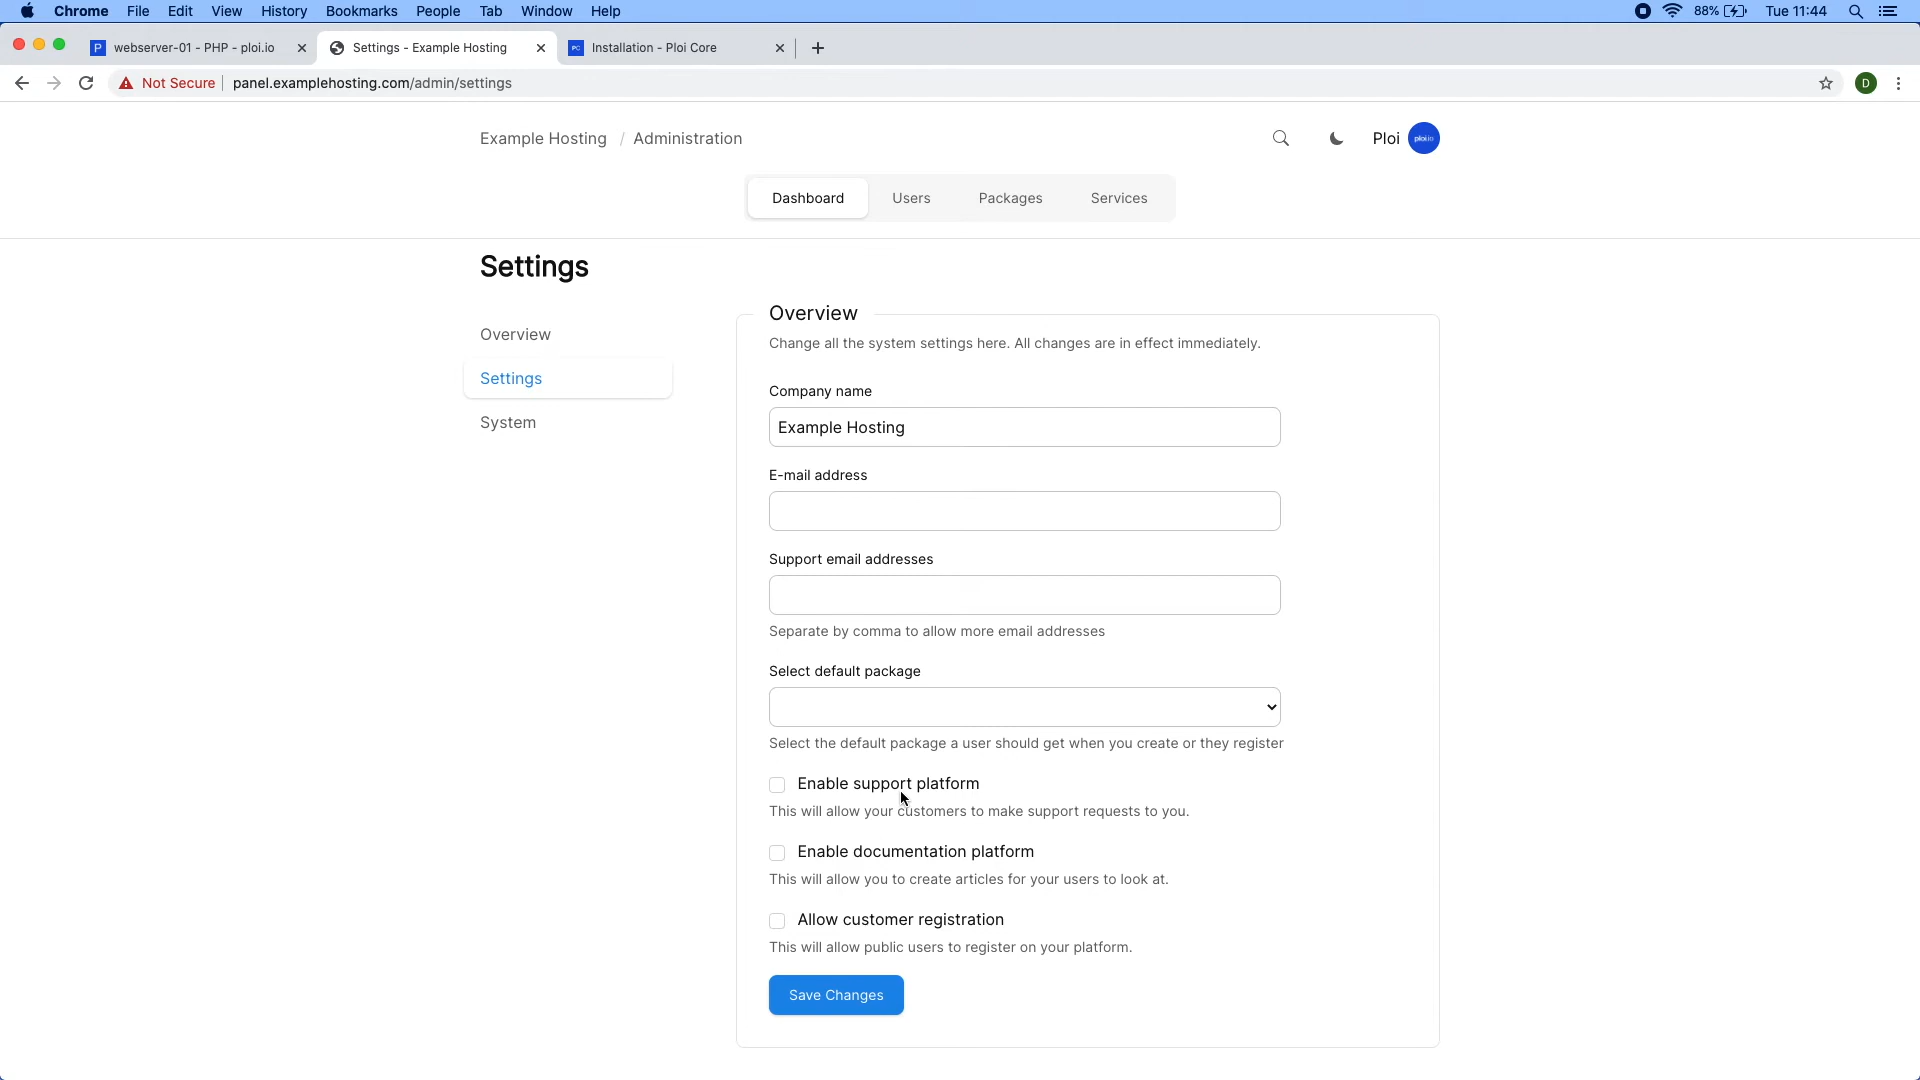 Chrome File Edit View History Bookmarks People Tab Window Help 88% Tue 11:44
P webserver-01 - PHP - ploi.io Settings - Example Hosting PC Installation - Ploi Core
Not Secure panel.examplehosting.com/admin/settings D
Example Hosting / Administration Ploi ploi.io
Dashboard Users Packages Services
Settings
Overview
Settings
System
Overview
Change all the system settings here. All changes are in effect immediately.
Company name
Example Hosting
E-mail address
Support email addresses
Separate by comma to allow more email addresses
Select default package
Select the default package a user should get when you create or they register
Enable support platform
This will allow your customers to make support requests to you.
Enable documentation platform
This will allow you to create articles for your users to look at.
Allow customer registration
This will allow public users to register on your platform.
Save Changes